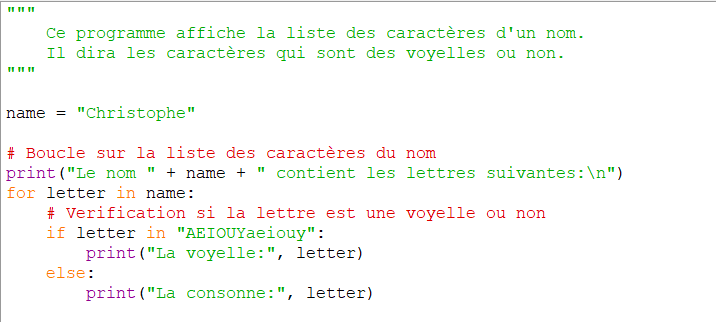 """
    Ce programme affiche la liste des caractères d'un nom.
    Il dira les caractères qui sont des voyelles ou non.
"""

name = "Christophe"

# Boucle sur la liste des caractères du nom
print("Le nom " + name + " contient les lettres suivantes:\n")
for letter in name:
    # Verification si la lettre est une voyelle ou non
    if letter in "AEIOUYaeiouy":
        print("La voyelle:", letter)
    else:
        print("La consonne:", letter)